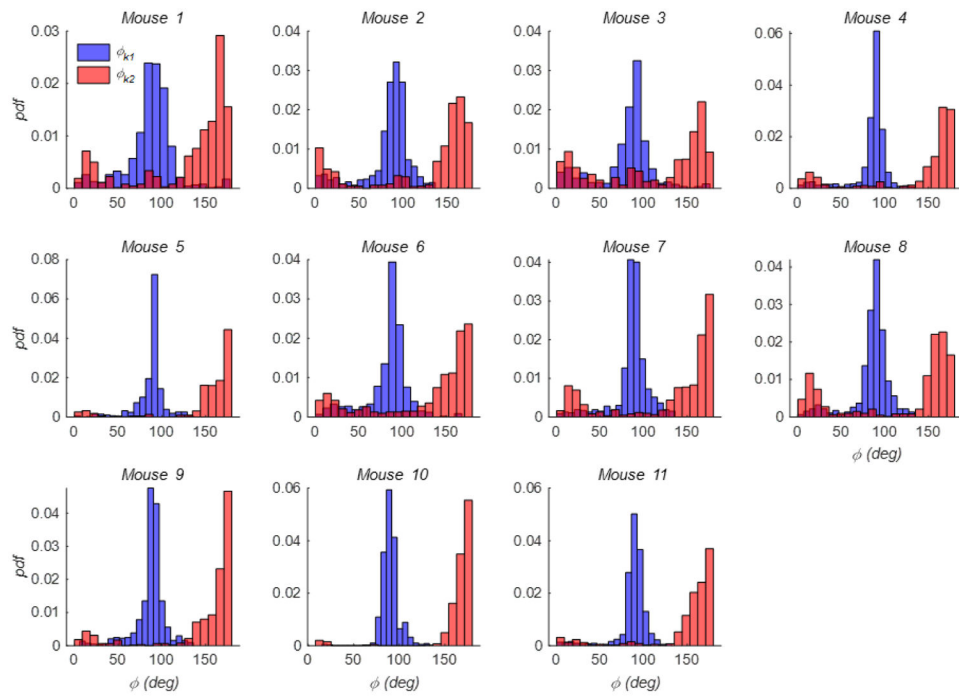 Mouse 1
Mouse 2
Mouse 3
Mouse 4
0.03
0.02
0.01
0
pdf
ϕk1
ϕk2
0 50 100 150
0.04
0.03
0.02
0.01
0
0 50 100 150
0.04
0.03
0.02
0.01
0
0 50 100 150
0.06
0.04
0.02
0
0 50 100 150
Mouse 5
Mouse 6
Mouse 7
Mouse 8
0.08
0.06
0.04
0.02
0
pdf
0 50 100 150
0.04
0.03
0.02
0.01
0
0 50 100 150
0.04
0.03
0.02
0.01
0
0 50 100 150
0.04
0.03
0.02
0.01
0
0 50 100 150
ϕ (deg)
Mouse 9
Mouse 10
Mouse 11
0.04
0.03
0.02
0.01
0
pdf
0 50 100 150
ϕ (deg)
0.06
0.04
0.02
0
0 50 100 150
ϕ (deg)
0.06
0.04
0.02
0
0 50 100 150
ϕ (deg)